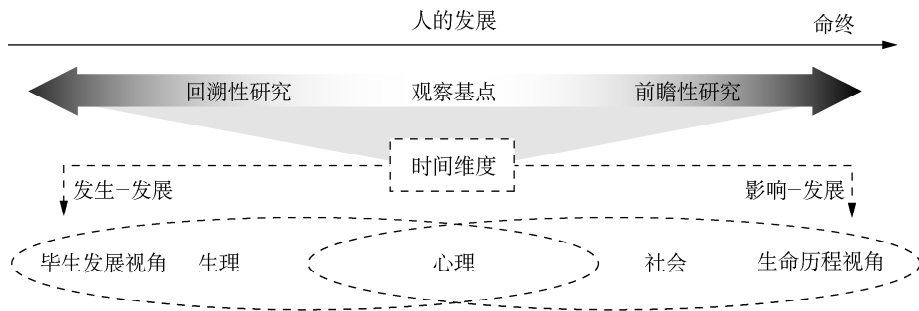 人的发展
命终
回溯性研究
观察基点
前瞻性研究
时间维度
发生-发展
影响-发展
毕生发展视角
生理
心理
社会
生命历程视角